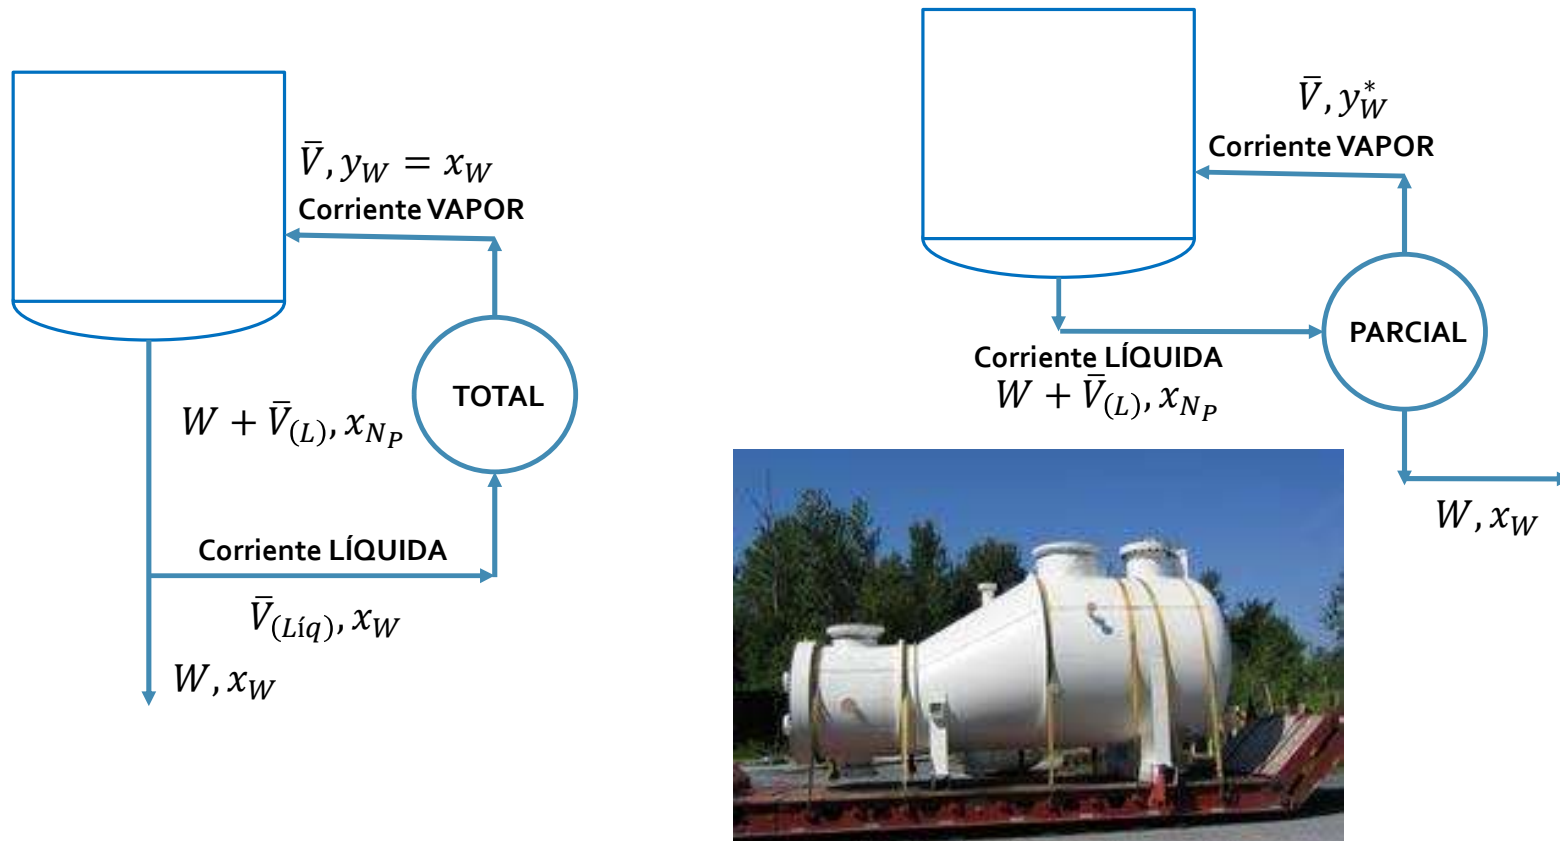 V̄, y_W = x_W
Corriente VAPOR
TOTAL
W + V̄_(L), x_{N_P}
Corriente LÍQUIDA
V̄_(Líq), x_W
W, x_W
V̄, y_W^*
Corriente VAPOR
PARCIAL
Corriente LÍQUIDA
W + V̄_(L), x_{N_P}
W, x_W